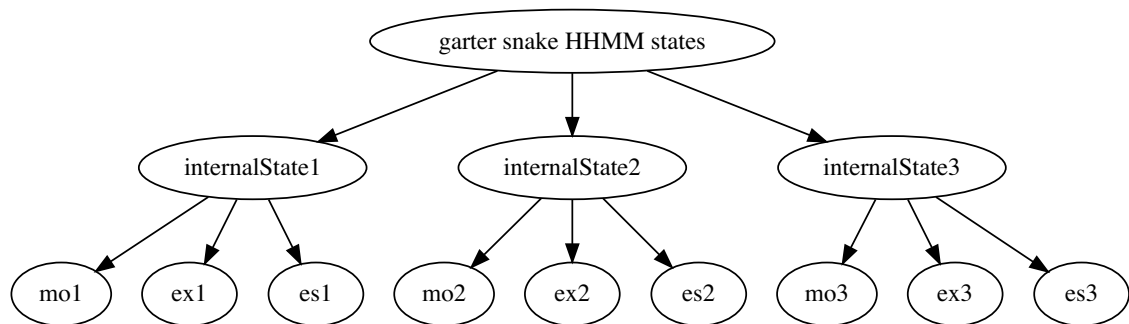 garter snake HHMM states
internalState1
internalState2
internalState3
mo1
ex1
es1
mo2
ex2
es2
mo3
ex3
es3